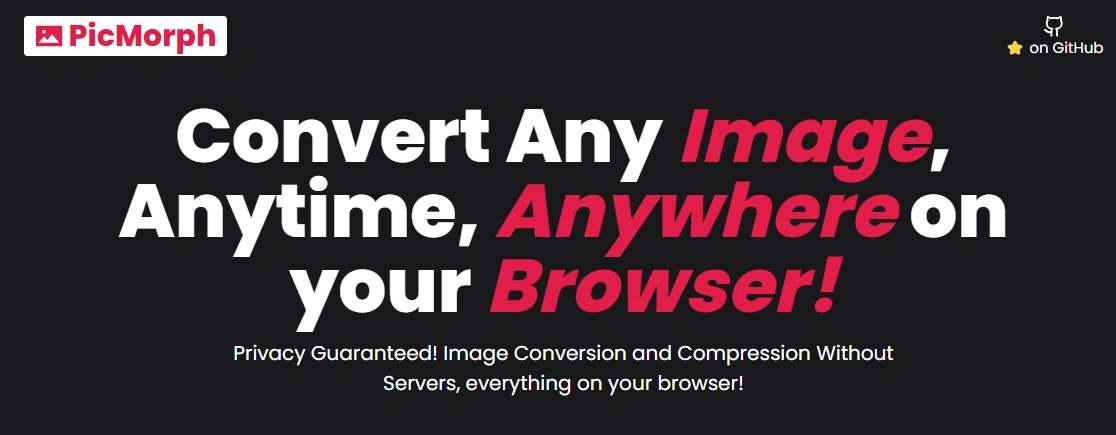 PicMorph
⭐ on GitHub
Convert Any Image,
Anytime, Anywhere on
your Browser!
Privacy Guaranteed! Image Conversion and Compression Without
Servers, everything on your browser!